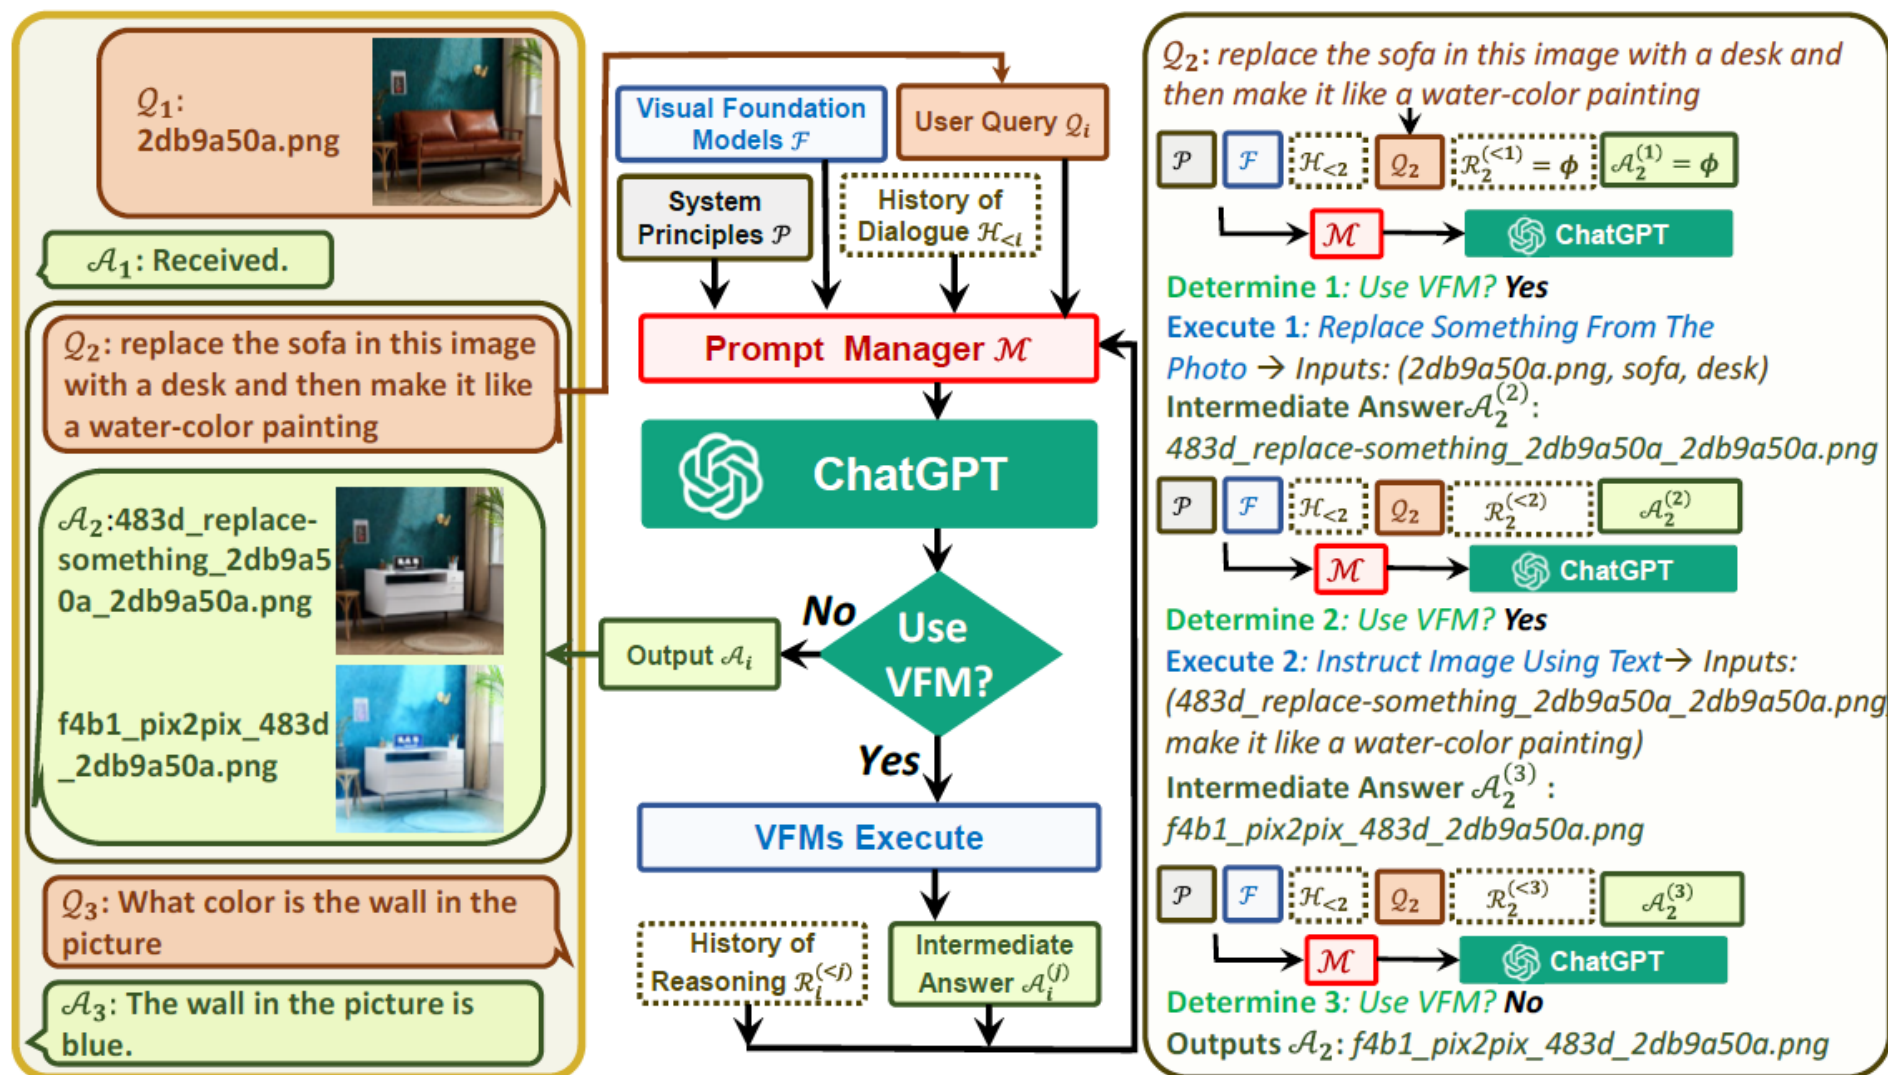 Q₁:
2db9a50a.png
A₁: Received.
Q₂: replace the sofa in this image
with a desk and then make it like
a water-color painting
A₂:483d_replace-
something_2db9a5
0a_2db9a50a.png
f4b1_pix2pix_483d
_2db9a50a.png
Q₃: What color is the wall in the
picture
A₃: The wall in the picture is
blue.
Visual Foundation
Models F
User Query Qᵢ
System
Principles P
History of
Dialogue H<ᵢ
Prompt Manager M
ChatGPT
Use
VFM?
No
Output Aᵢ
Yes
VFMs Execute
History of
Reasoning Rᵢ^(<j)
Intermediate
Answer Aᵢ^(j)
Q₂: replace the sofa in this image with a desk and
then make it like a water-color painting
P F H<₂ Q₂ R₂^(<1) = ϕ A₂^(1) = ϕ
M ChatGPT
Determine 1: Use VFM? Yes
Execute 1: Replace Something From The
Photo → Inputs: (2db9a50a.png, sofa, desk)
Intermediate Answer A₂^(2):
483d_replace-something_2db9a50a_2db9a50a.png
P F H<₂ Q₂ R₂^(<2) A₂^(2)
M ChatGPT
Determine 2: Use VFM? Yes
Execute 2: Instruct Image Using Text→ Inputs:
(483d_replace-something_2db9a50a_2db9a50a.png,
make it like a water-color painting)
Intermediate Answer A₂^(3) :
f4b1_pix2pix_483d_2db9a50a.png
P F H<₂ Q₂ R₂^(<3) A₂^(3)
M ChatGPT
Determine 3: Use VFM? No
Outputs A₂: f4b1_pix2pix_483d_2db9a50a.png